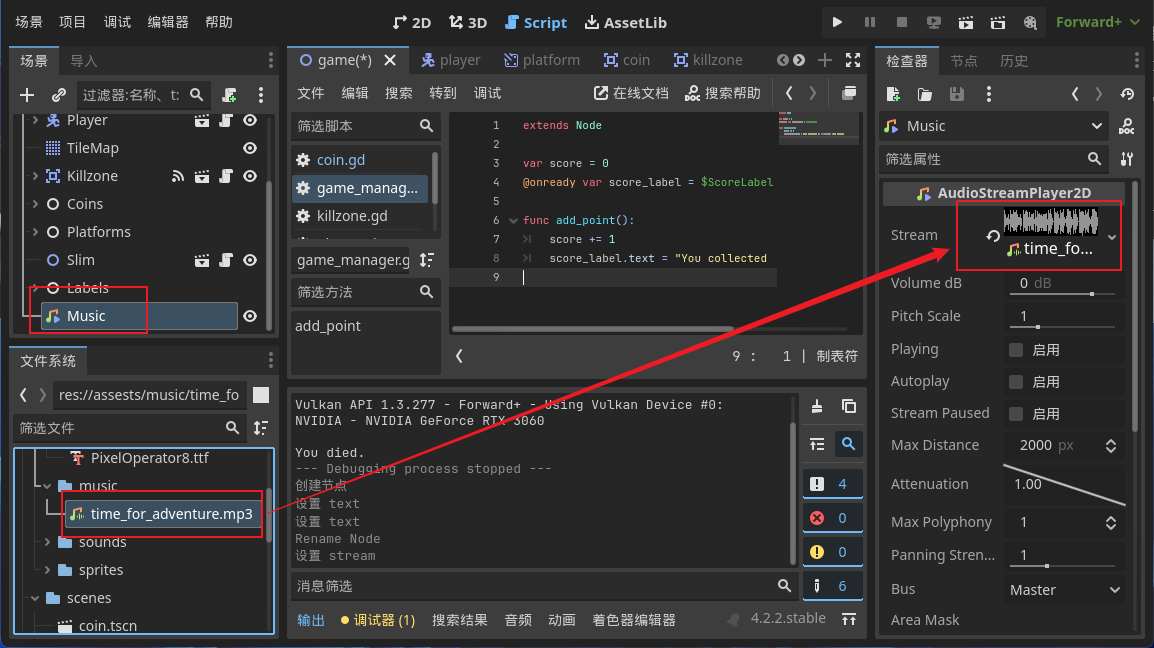 场景 项目 调试 编辑器 帮助
2D 3D Script AssetLib
Forward+
场景 导入
过滤器:名称、t:
Player
TileMap
Killzone
Coins
Platforms
Slim
Labels
Music
文件系统
res://assests/music/time_fo
筛选文件
PixelOperator8.ttf
music
time_for_adventure.mp3
sounds
sprites
scenes
coin.tscn
game(*) player platform coin killzone
文件 编辑 搜索 转到 调试 在线文档 搜索帮助
筛选脚本
coin.gd
game_manag...
killzone.gd
game_manager.g
筛选方法
add_point
1 extends Node
2
3 var score = 0
4 @onready var score_label = $ScoreLabel
5
6 func add_point():
7 score += 1
8 score_label.text = "You collected
9
9 : 1 | 制表符
Vulkan API 1.3.277 - Forward+ - Using Vulkan Device #0:
NVIDIA - NVIDIA GeForce RTX 3060
You died.
--- Debugging process stopped ---
创建节点
设置 text
设置 text
Rename Node
设置 stream
消息筛选
4
0
0
6
输出 调试器 (1) 搜索结果 音频 动画 着色器编辑器 4.2.2.stable
检查器 节点 历史
Music
筛选属性
AudioStreamPlayer2D
Stream time_fo...
Volume dB 0 dB
Pitch Scale 1
Playing 启用
Autoplay 启用
Stream Paused 启用
Max Distance 2000 px
Attenuation 1.00
Max Polyphony 1
Panning Stren... 1
Bus Master
Area Mask